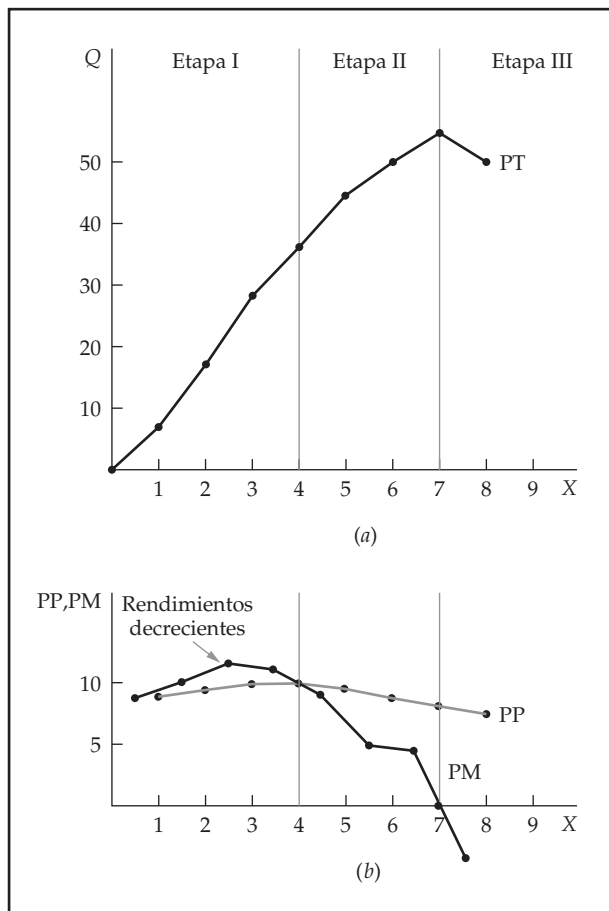 Q
Etapa I
Etapa II
Etapa III
50
PT
40
30
20
10
1 2 3 4 5 6 7 8 9 X
(a)
PP,PM
Rendimientos
decrecientes
10
PP
5
PM
1 2 3 4 5 6 7 8 9 X
(b)